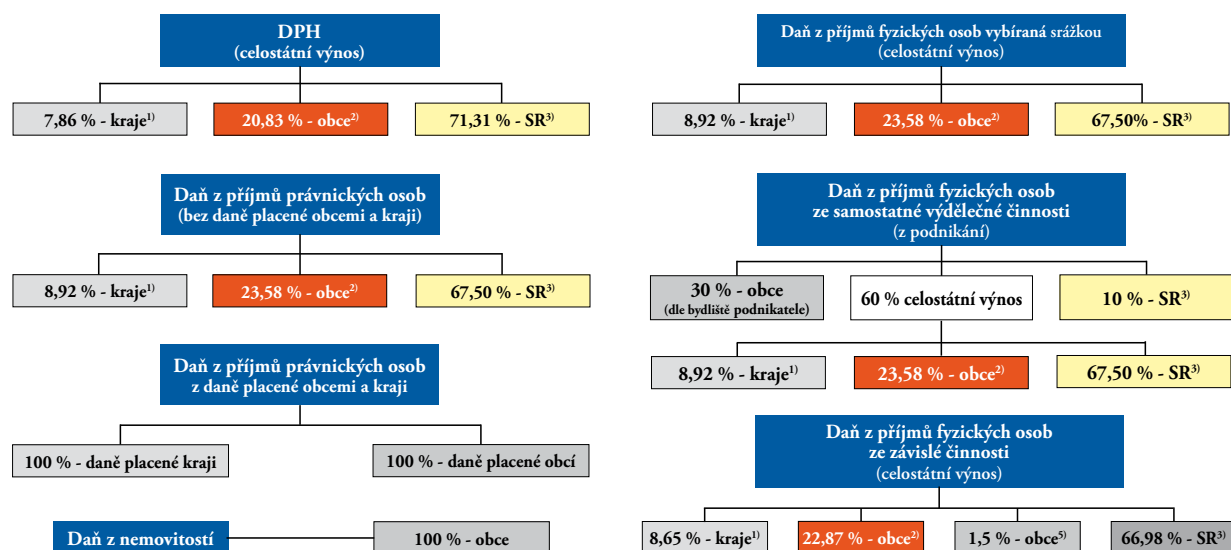 DPH
(celostátní výnos)
7,86 % - kraje¹⁾
20,83 % - obce²⁾
71,31 % - SR³⁾
Daň z příjmů právnických osob
(bez daně placené obcemi a kraji)
8,92 % - kraje¹⁾
23,58 % - obce²⁾
67,50 % - SR³⁾
Daň z příjmů právnických osob
z daně placené obcemi a kraji
100 % - daně placené kraji
100 % - daně placené obcí
Daň z nemovitostí
100 % - obce
Daň z příjmů fyzických osob vybíraná srážkou
(celostátní výnos)
8,92 % - kraje¹⁾
23,58 % - obce²⁾
67,50% - SR³⁾
Daň z příjmů fyzických osob
ze samostatné výdělečné činnosti
(z podnikání)
30 % - obce
(dle bydliště podnikatele)
60 % celostátní výnos
10 % - SR³⁾
8,92 % - kraje¹⁾
23,58 % - obce²⁾
67,50 % - SR³⁾
Daň z příjmů fyzických osob
ze závislé činnosti
(celostátní výnos)
8,65 % - kraje¹⁾
22,87 % - obce²⁾
1,5 % - obce⁵⁾
66,98 % - SR³⁾